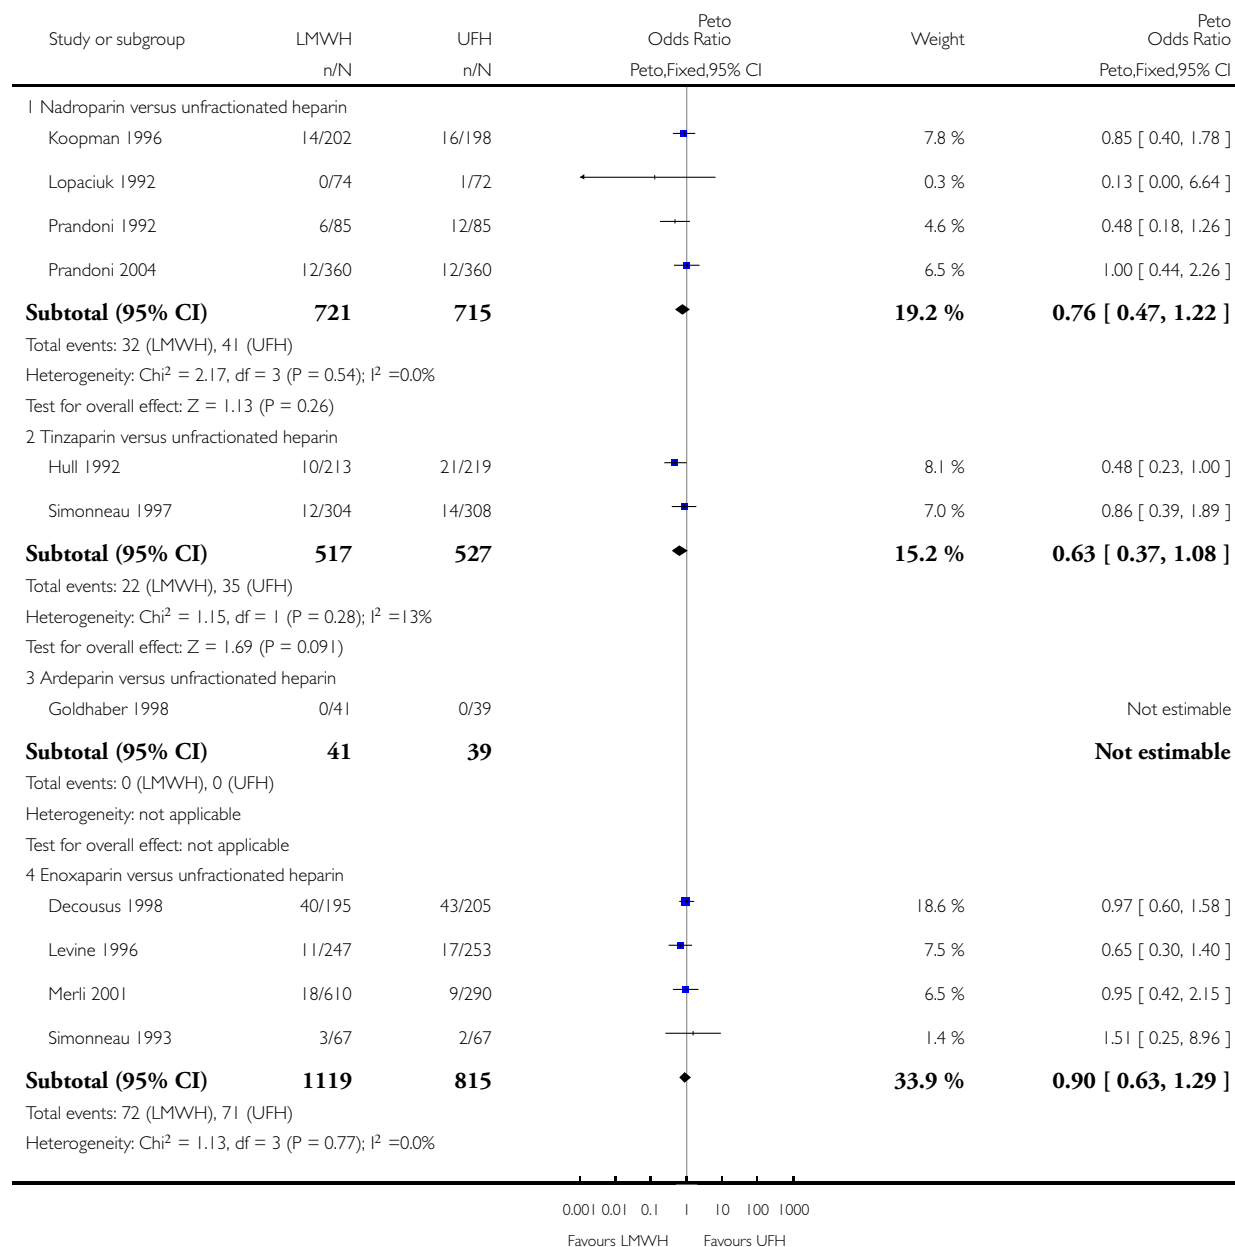 Peto Peto
Study or subgroup LMWH UFH Odds Ratio Weight Odds Ratio
n/N n/N Peto,Fixed,95% CI Peto,Fixed,95% CI
1 Nadroparin versus unfractionated heparin
Koopman 1996 14/202 16/198 7.8 % 0.85 [ 0.40, 1.78 ]
Lopaciuk 1992 0/74 1/72 0.3 % 0.13 [ 0.00, 6.64 ]
Prandoni 1992 6/85 12/85 4.6 % 0.48 [ 0.18, 1.26 ]
Prandoni 2004 12/360 12/360 6.5 % 1.00 [ 0.44, 2.26 ]
Subtotal (95% CI) 721 715 19.2 % 0.76 [ 0.47, 1.22 ]
Total events: 32 (LMWH), 41 (UFH)
Heterogeneity: Chi² = 2.17, df = 3 (P = 0.54); I² =0.0%
Test for overall effect: Z = 1.13 (P = 0.26)
2 Tinzaparin versus unfractionated heparin
Hull 1992 10/213 21/219 8.1 % 0.48 [ 0.23, 1.00 ]
Simonneau 1997 12/304 14/308 7.0 % 0.86 [ 0.39, 1.89 ]
Subtotal (95% CI) 517 527 15.2 % 0.63 [ 0.37, 1.08 ]
Total events: 22 (LMWH), 35 (UFH)
Heterogeneity: Chi² = 1.15, df = 1 (P = 0.28); I² =13%
Test for overall effect: Z = 1.69 (P = 0.091)
3 Ardeparin versus unfractionated heparin
Goldhaber 1998 0/41 0/39 Not estimable
Subtotal (95% CI) 41 39 Not estimable
Total events: 0 (LMWH), 0 (UFH)
Heterogeneity: not applicable
Test for overall effect: not applicable
4 Enoxaparin versus unfractionated heparin
Decousus 1998 40/195 43/205 18.6 % 0.97 [ 0.60, 1.58 ]
Levine 1996 11/247 17/253 7.5 % 0.65 [ 0.30, 1.40 ]
Merli 2001 18/610 9/290 6.5 % 0.95 [ 0.42, 2.15 ]
Simonneau 1993 3/67 2/67 1.4 % 1.51 [ 0.25, 8.96 ]
Subtotal (95% CI) 1119 815 33.9 % 0.90 [ 0.63, 1.29 ]
Total events: 72 (LMWH), 71 (UFH)
Heterogeneity: Chi² = 1.13, df = 3 (P = 0.77); I² =0.0%
0.001 0.01 0.1 1 10 100 1000
Favours LMWH Favours UFH